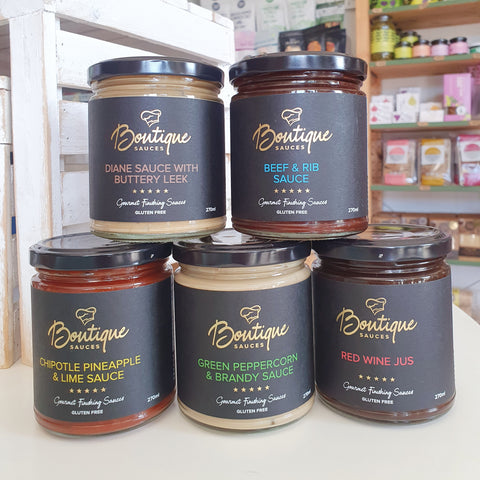 Boutique
SAUCES
DIANE SAUCE WITH
BUTTERY LEEK
Gourmet Finishing Sauces
GLUTEN FREE
270ml
Boutique
SAUCES
BEEF & RIB
SAUCE
Gourmet Finishing Sauces
GLUTEN FREE
270ml
Boutique
SAUCES
CHIPOTLE PINEAPPLE
& LIME SAUCE
Gourmet Finishing Sauces
GLUTEN FREE
270ml
Boutique
SAUCES
GREEN PEPPERCORN
& BRANDY SAUCE
Gourmet Finishing Sauces
GLUTEN FREE
Boutique
SAUCES
RED WINE JUS
Gourmet Finishing Sauces
GLUTEN FREE
270ml